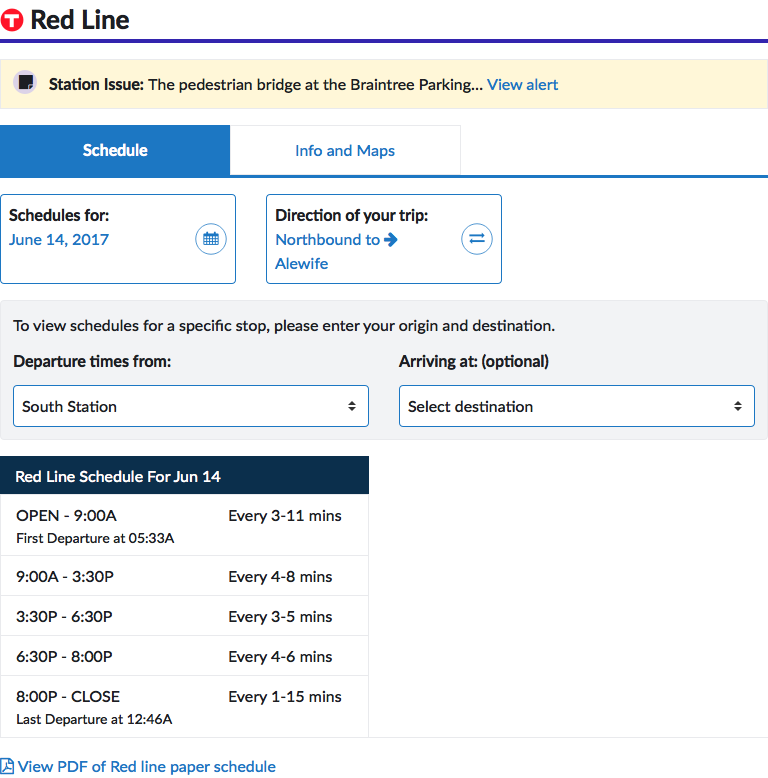 T Red Line
Station Issue: The pedestrian bridge at the Braintree Parking... View alert
Schedule
Info and Maps
Schedules for:
June 14, 2017
Direction of your trip:
Northbound to
Alewife
To view schedules for a specific stop, please enter your origin and destination.
Departure times from:
South Station
Arriving at: (optional)
Select destination
Red Line Schedule For Jun 14
OPEN - 9:00A Every 3-11 mins
First Departure at 05:33A
9:00A - 3:30P Every 4-8 mins
3:30P - 6:30P Every 3-5 mins
6:30P - 8:00P Every 4-6 mins
8:00P - CLOSE Every 1-15 mins
Last Departure at 12:46A
View PDF of Red line paper schedule